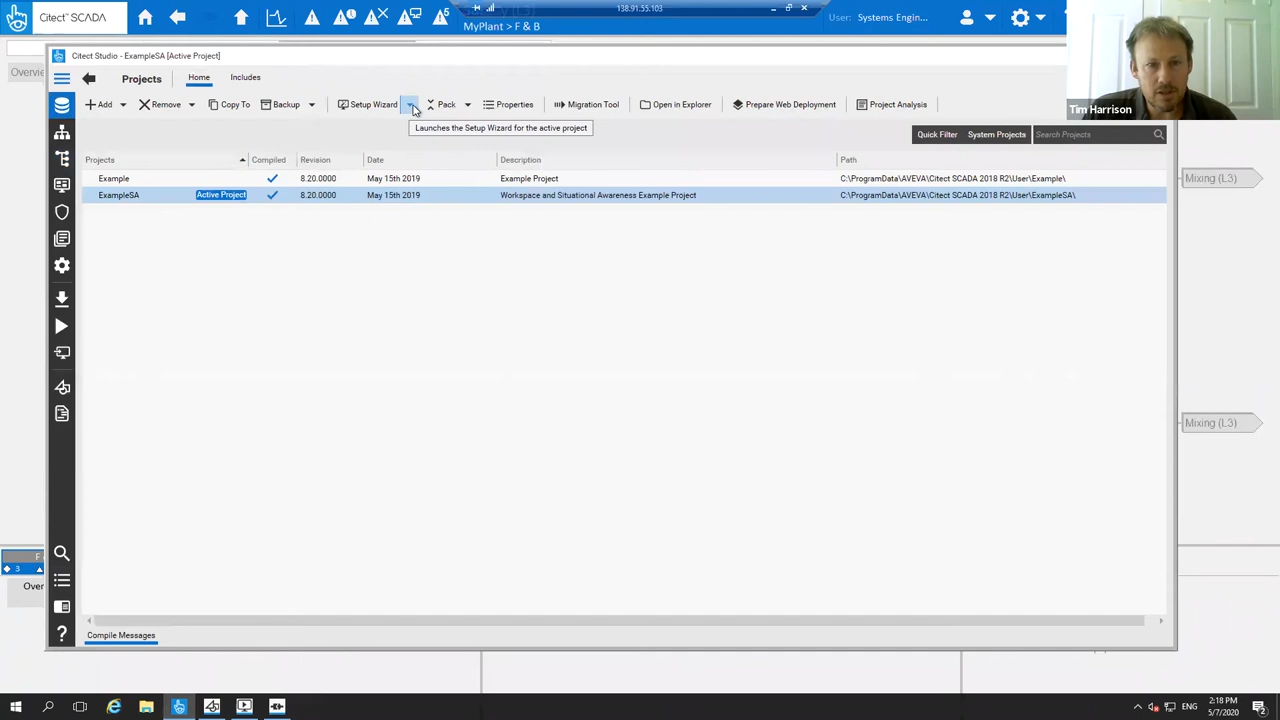 138.91.55.103
Citect SCADA
User: Systems Engin...
MyPlant > F & B
Citect Studio - ExampleSA [Active Project]
Projects Home Includes
Add Remove Copy To Backup Setup Wizard Pack Properties Migration Tool Open in Explorer Prepare Web Deployment Project Analysis
Tim Harrison
Launches the Setup Wizard for the active project
Quick Filter System Projects Search Projects
Projects Compiled Revision Date Description Path
Example 8.20.0000 May 15th 2019 Example Project C:\ProgramData\AVEVA\Citect SCADA 2018 R2\User\Example\
ExampleSA Active Project 8.20.0000 May 15th 2019 Workspace and Situational Awareness Example Project C:\ProgramData\AVEVA\Citect SCADA 2018 R2\User\ExampleSA\
Overvie
Mixing (L3)
Mixing (L3)
F
3
Over
Compile Messages
ENG
2:18 PM
5/7/2020
2